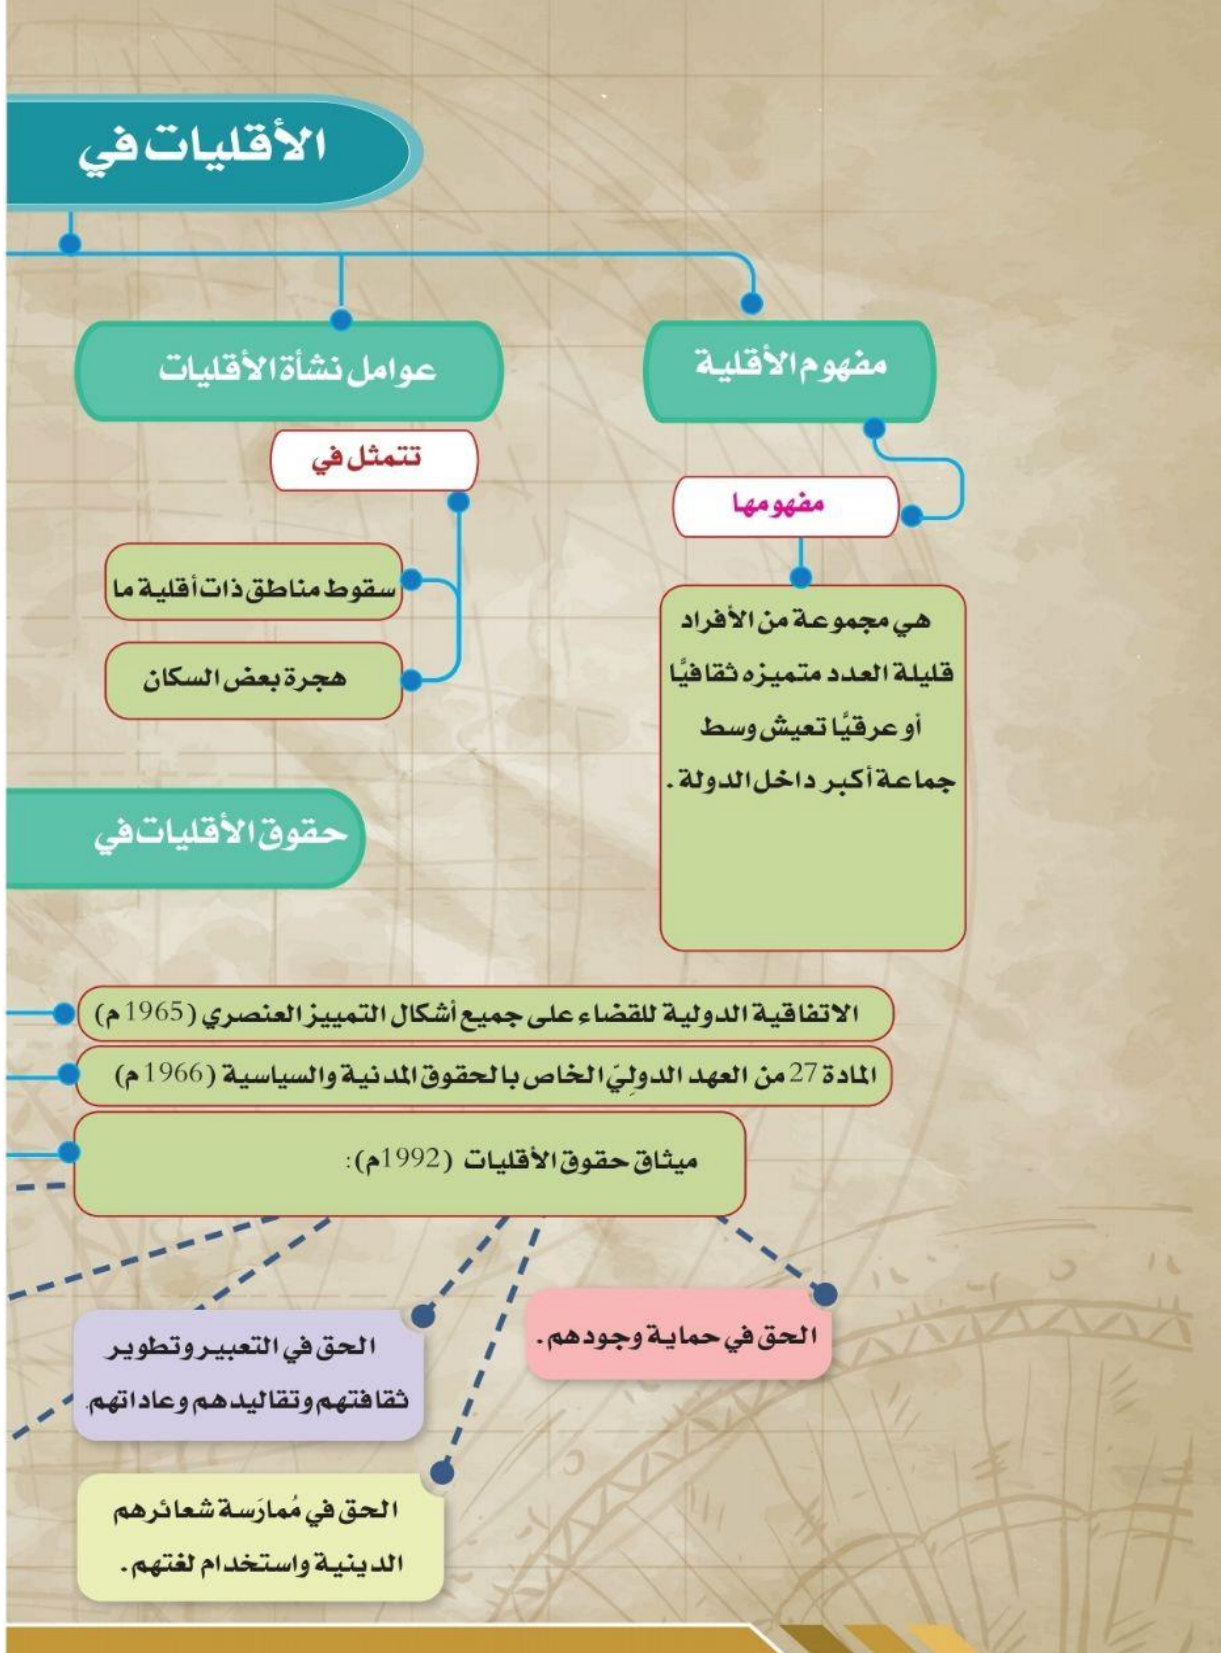 الأقليات في
مفهوم الأقلية
عوامل نشأة الأقليات
مفهومها
تتمثل في
هي مجموعة من الأفراد
قليلة العدد متميزه ثقافيًا
أو عرقيًا تعيش وسط
جماعة أكبر داخل الدولة .
سقوط مناطق ذات أقلية ما
هجرة بعض السكان
حقوق الأقليات في
الاتفاقية الدولية للقضاء على جميع أشكال التمييز العنصري (1965 م)
المادة 27 من العهد الدوليّ الخاص بالحقوق المدنية والسياسية (1966 م)
ميثاق حقوق الأقليات (1992م):
الحق في حماية وجودهم .
الحق في التعبير وتطوير
ثقافتهم وتقاليدهم وعاداتهم.
الحق في مُمارَسة شعائرهم
الدينية واستخدام لغتهم .